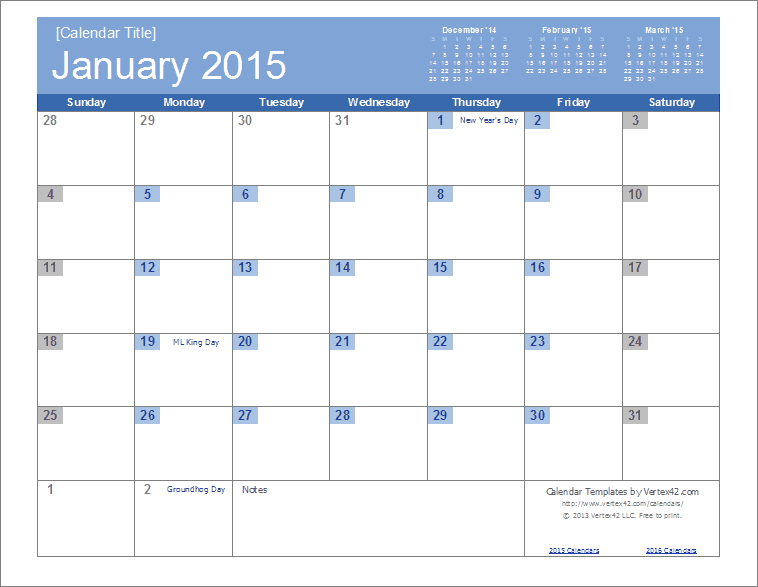 [Calendar Title]
January 2015
December '14
S M T W T F S
1 2 3 4 5 6
7 8 9 10 11 12 13
14 15 16 17 18 19 20
21 22 23 24 25 26 27
28 29 30 31
February '15
S M T W T F S
1 2 3 4 5 6 7
8 9 10 11 12 13 14
15 16 17 18 19 20 21
22 23 24 25 26 27 28
March '15
S M T W T F S
1 2 3 4 5 6 7
8 9 10 11 12 13 14
15 16 17 18 19 20 21
22 23 24 25 26 27 28
29 30 31
Sunday Monday Tuesday Wednesday Thursday Friday Saturday
28 29 30 31 1 New Year's Day 2 3
4 5 6 7 8 9 10
11 12 13 14 15 16 17
18 19 ML King Day 20 21 22 23 24
25 26 27 28 29 30 31
1 2 Groundhog Day Notes
Calendar Templates by Vertex42.com
http://www.vertex42.com/calendars/
© 2013 Vertex42 LLC. Free to print.
2015 Calendars 2016 Calendars